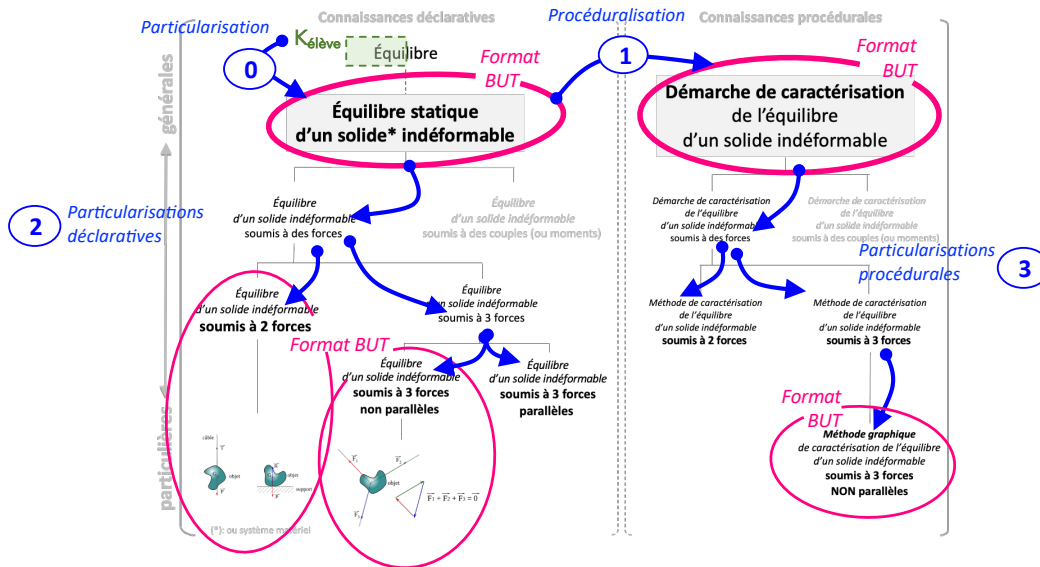 Connaissances déclaratives
Connaissances procédurales
Particularisation
Procéduralisation
Kélève
Équilibre
0
1
Format
BUT
Format
BUT
générales
Équilibre statique
d'un solide* indéformable
Démarche de caractérisation
de l'équilibre
d'un solide indéformable
2
Particularisations
déclaratives
Équilibre
d'un solide indéformable
soumis à des forces
Équilibre
d'un solide indéformable
soumis à des couples (ou moments)
Démarche de caractérisation
de l'équilibre
d'un solide indéformable
soumis à des forces
Démarche de caractérisation
de l'équilibre
d'un solide indéformable
soumis à des couples (ou moments)
Particularisations
procédurales
3
Équilibre
d'un solide indéformable
soumis à 2 forces
Équilibre
d'un solide indéformable
soumis à 3 forces
Méthode de caractérisation
de l'équilibre
d'un solide indéformable
soumis à 2 forces
Méthode de caractérisation
de l'équilibre
d'un solide indéformable
soumis à 3 forces
Format BUT
Équilibre
d'un solide indéformable
soumis à 3 forces
non parallèles
Équilibre
d'un solide indéformable
soumis à 3 forces
parallèles
Format
BUT
Méthode graphique
de caractérisation de l'équilibre
d'un solide indéformable
soumis à 3 forces
NON parallèles
particulières
câble
objet
objet
support
F1
F2
objet
F1 + F2 + F3 = 0
(*): ou système matériel